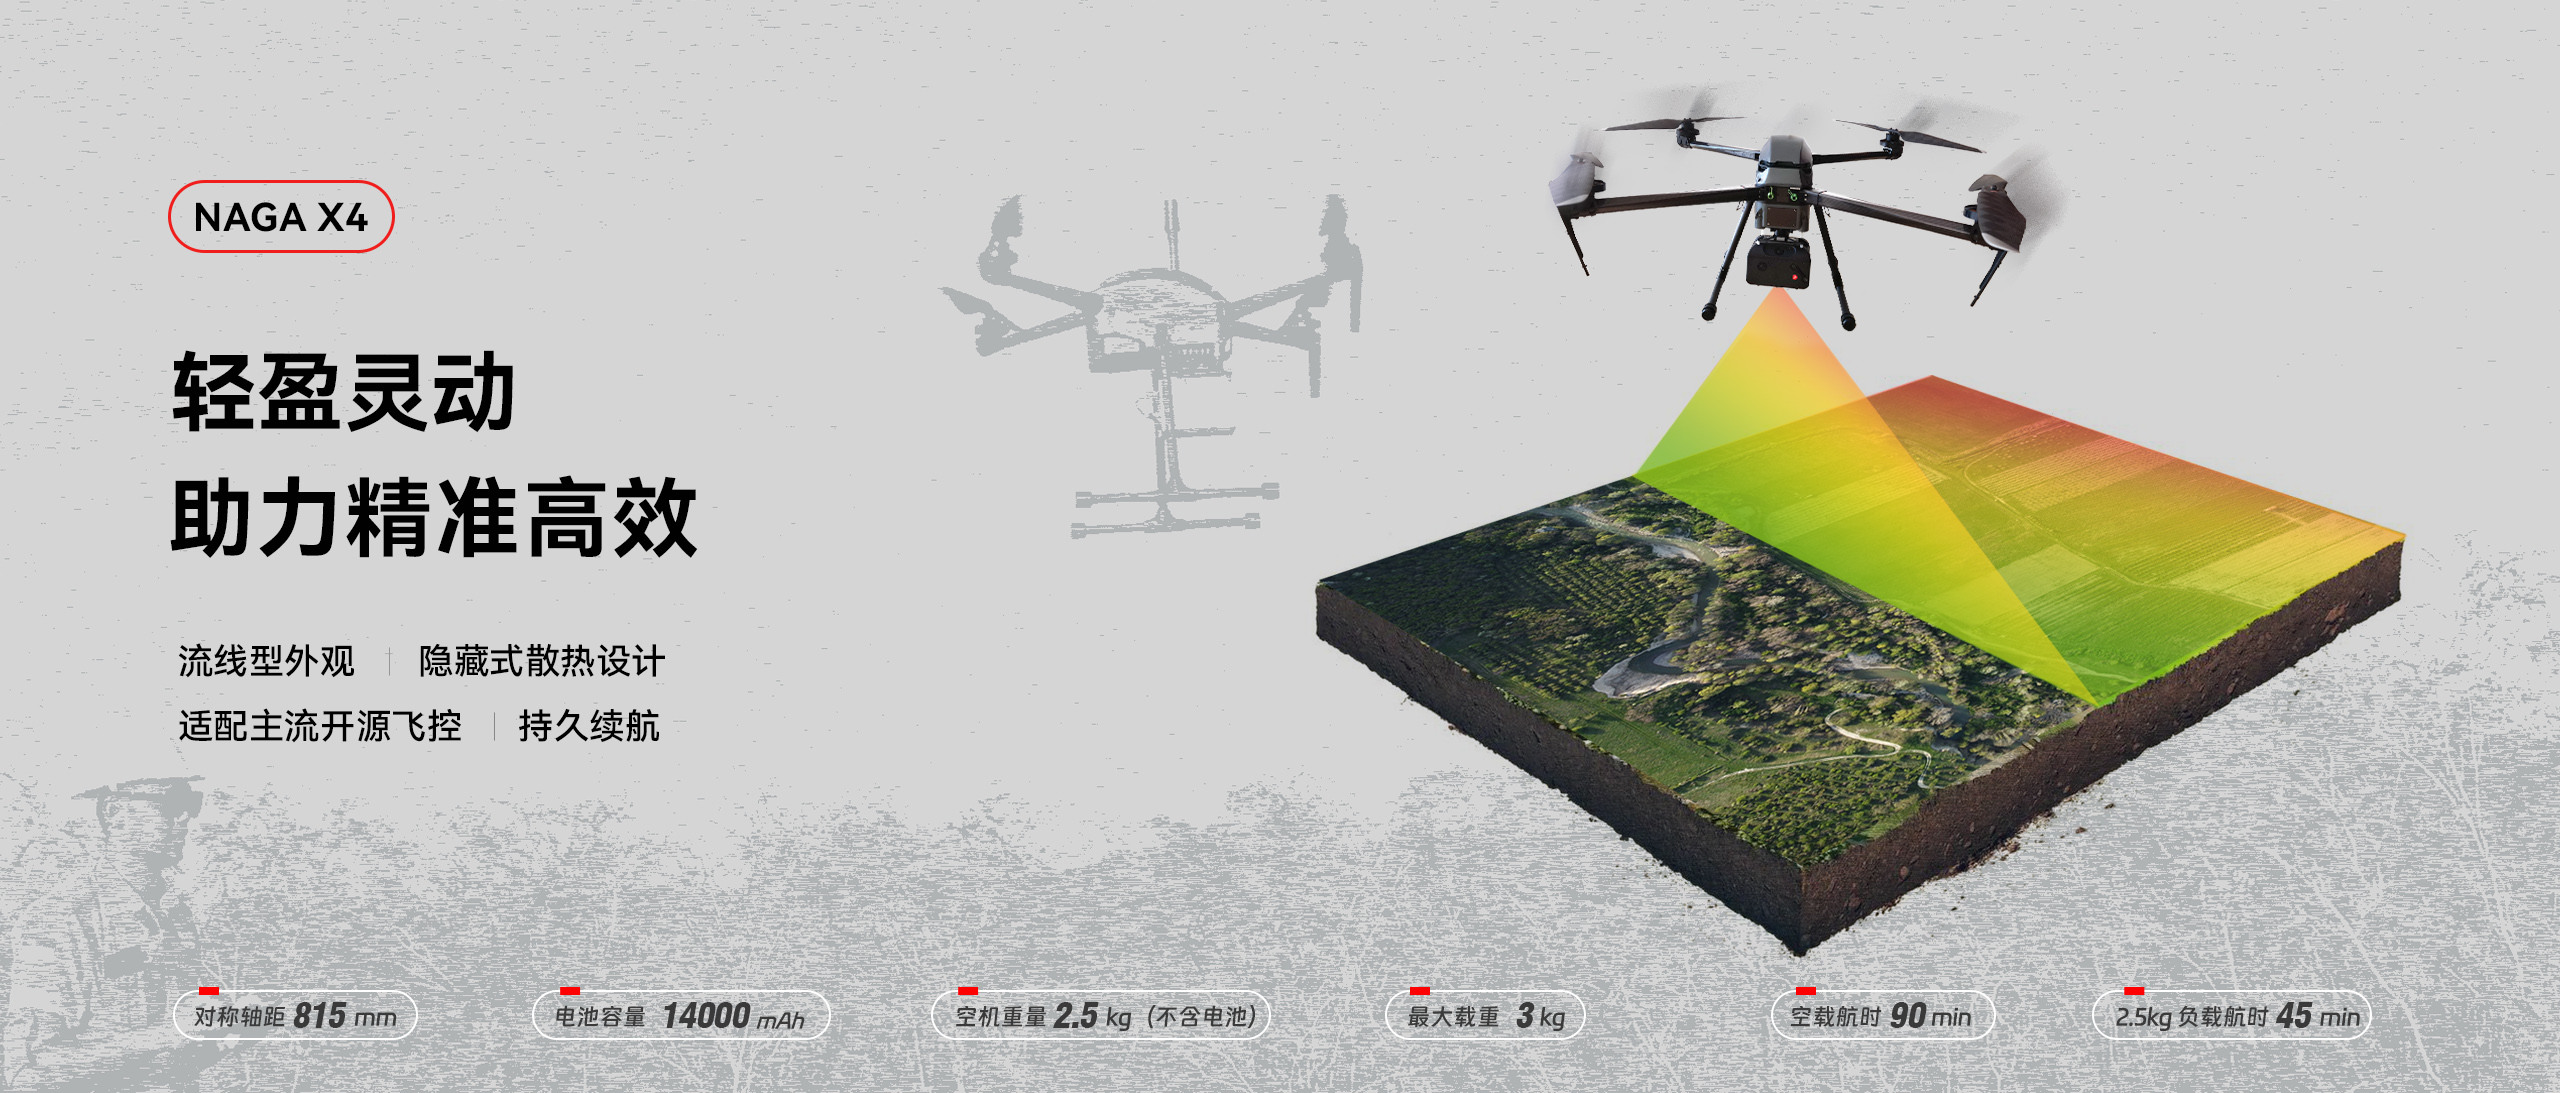 NAGA X4
轻盈灵动
助力精准高效
流线型外观 | 隐藏式散热设计
适配主流开源飞控 | 持久续航
对称轴距 815 mm
电池容量 14000 mAh
空机重量 2.5 kg（不含电池）
最大载重 3 kg
空载航时 90 min
2.5kg 负载航时 45 min